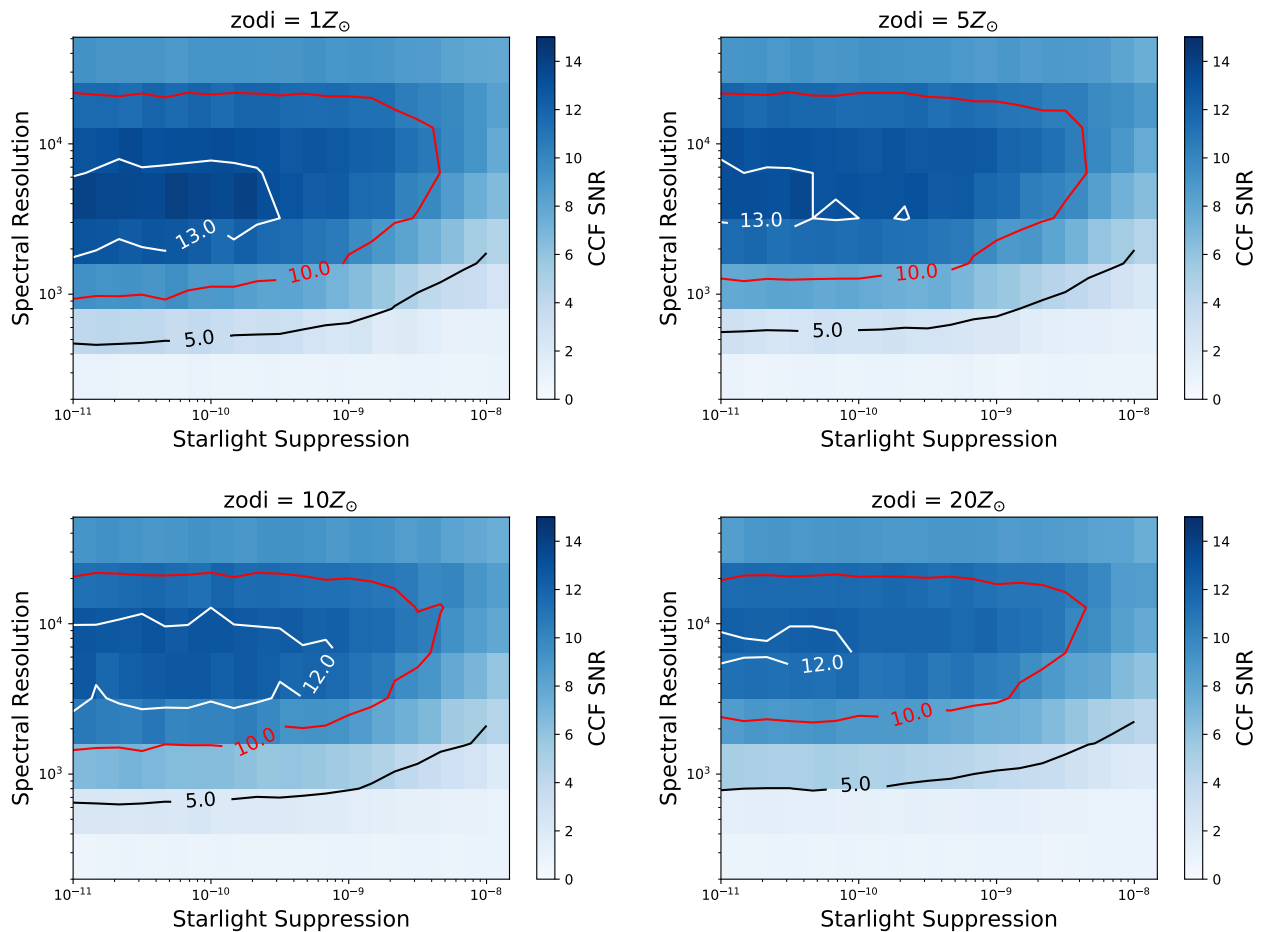 zodi = 1Z⊙
Spectral Resolution
10⁴
10³
13.0
10.0
5.0
10⁻¹¹ 10⁻¹⁰ 10⁻⁹ 10⁻⁸
Starlight Suppression
14
12
10
8
6
4
2
0
CCF SNR
zodi = 5Z⊙
Spectral Resolution
10⁴
10³
13.0
10.0
5.0
10⁻¹¹ 10⁻¹⁰ 10⁻⁹ 10⁻⁸
Starlight Suppression
14
12
10
8
6
4
2
0
CCF SNR
zodi = 10Z⊙
Spectral Resolution
10⁴
10³
12.0
10.0
5.0
10⁻¹¹ 10⁻¹⁰ 10⁻⁹ 10⁻⁸
Starlight Suppression
14
12
10
8
6
4
2
0
CCF SNR
zodi = 20Z⊙
Spectral Resolution
10⁴
10³
12.0
10.0
5.0
10⁻¹¹ 10⁻¹⁰ 10⁻⁹ 10⁻⁸
Starlight Suppression
14
12
10
8
6
4
2
0
CCF SNR